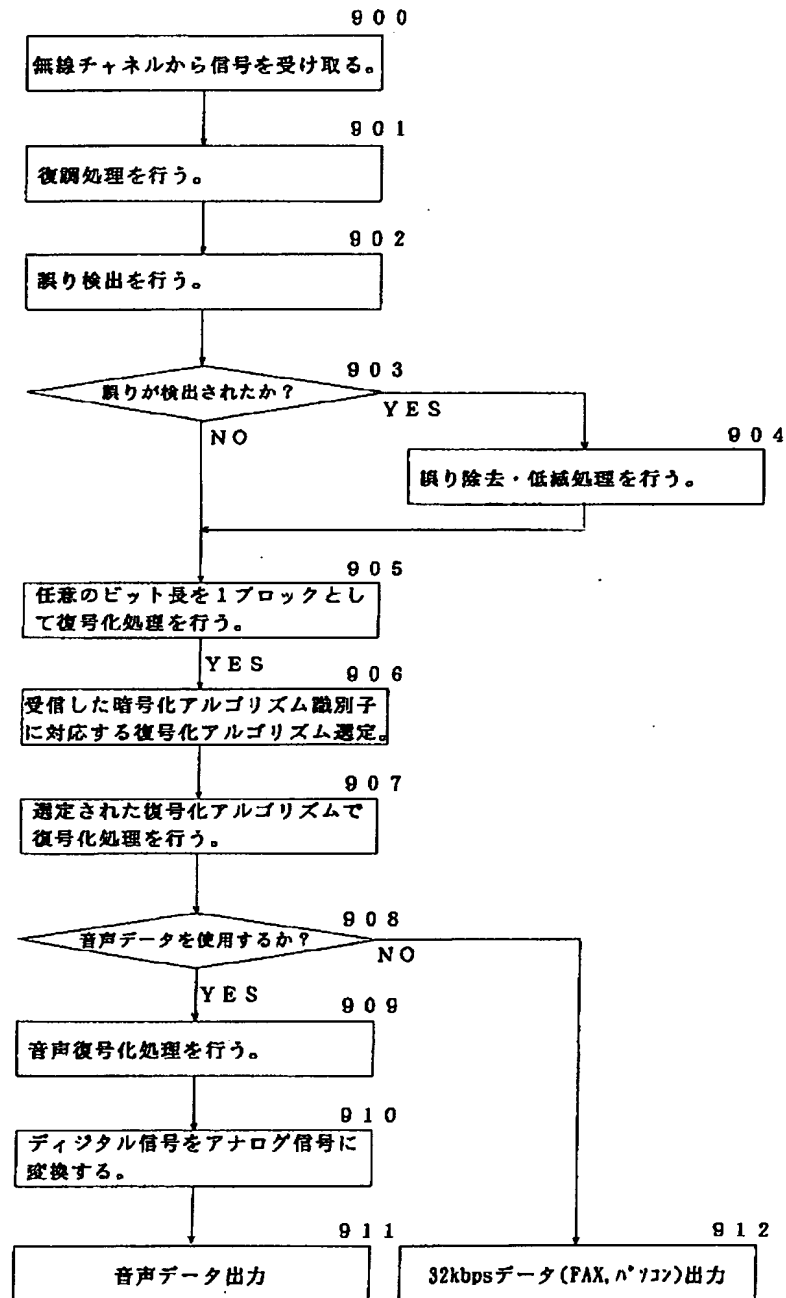 ９００
無線チャネルから信号を受け取る。
９０１
復調処理を行う。
９０２
誤り検出を行う。
９０３
誤りが検出されたか？
YES
NO
９０４
誤り除去・低減処理を行う。
９０５
任意のビット長を１ブロックとし
て復号化処理を行う。
YES
９０６
受信した暗号化アルゴリズム識別子
に対応する復号化アルゴリズム選定。
９０７
選定された復号化アルゴリズムで
復号化処理を行う。
９０８
音声データを使用するか？
NO
YES
９０９
音声復号化処理を行う。
９１０
ディジタル信号をアナログ信号に
変換する。
９１１
音声データ出力
９１２
32kbpsデータ(FAX,ﾊﾟｿｺﾝ)出力